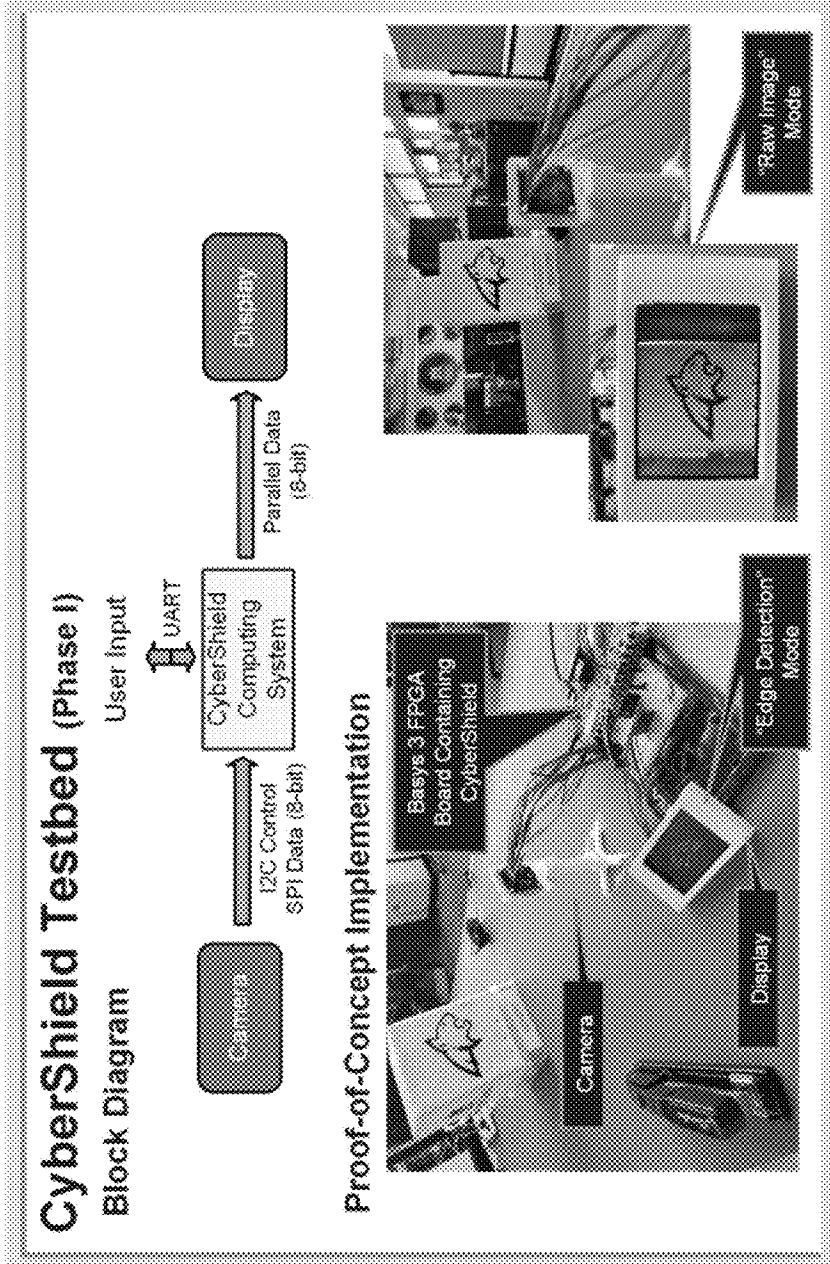 CyberShield Testbed (Phase I)
Block Diagram
User Input
UART
Camera
I2C Control
SPI Data (8-bit)
CyberShield
Computing
System
Parallel Data
(8-bit)
Display
Proof-of-Concept Implementation
Basys 3 FPGA
Board Containing
CyberShield
Camera
Display
"Edge Detection"
Mode
"Raw Image"
Mode